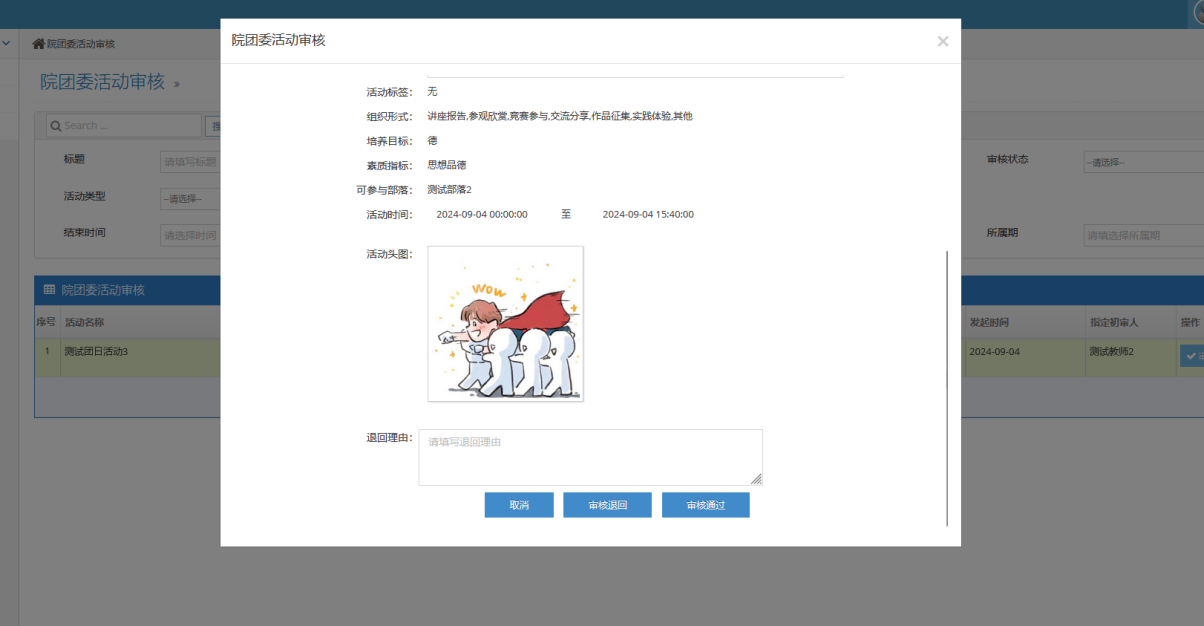 院团委活动审核
院团委活动审核
×
院团委活动审核 »
Search ...
标题
请填写标题
审核状态
--请选择--
活动类型
--请选择--
结束时间
请选择时间
所属期
请填选择所属期
院团委活动审核
序号 活动名称 发起时间 指定初审人 操作
1 测试团日活动3 2024-09-04 测试教师2
活动标签： 无
组织形式： 讲座报告,参观欣赏,竞赛参与,交流分享,作品征集,实践体验,其他
培养目标： 德
素质指标： 思想品德
可参与部落： 测试部落2
活动时间： 2024-09-04 00:00:00 至 2024-09-04 15:40:00
活动头图：
WOW
退回理由： 请填写退回理由
取消 审核退回 审核通过